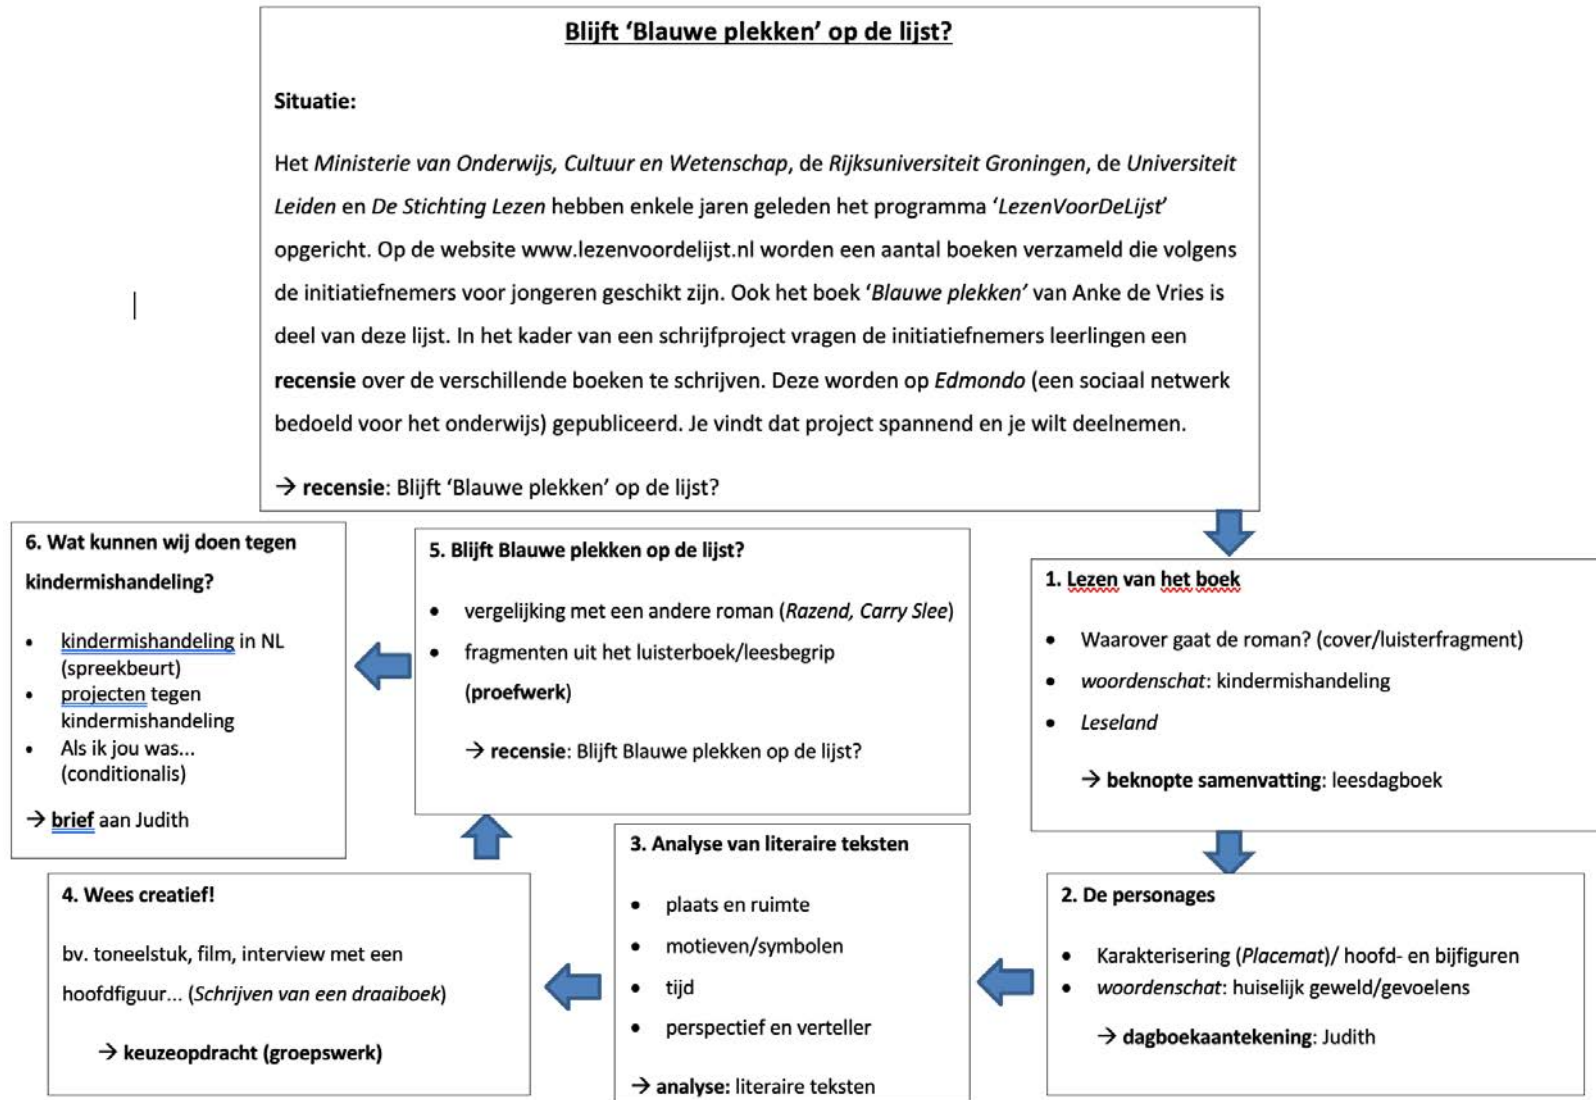 Blijft ‘Blauwe plekken’ op de lijst?
Situatie:
Het Ministerie van Onderwijs, Cultuur en Wetenschap, de Rijksuniversiteit Groningen, de Universiteit
Leiden en De Stichting Lezen hebben enkele jaren geleden het programma ‘LezenVoorDeLijst’
opgericht. Op de website www.lezenvoordelijst.nl worden een aantal boeken verzameld die volgens
de initiatiefnemers voor jongeren geschikt zijn. Ook het boek ‘Blauwe plekken’ van Anke de Vries is
deel van deze lijst. In het kader van een schrijfproject vragen de initiatiefnemers leerlingen een
recensie over de verschillende boeken te schrijven. Deze worden op Edmondo (een sociaal netwerk
bedoeld voor het onderwijs) gepubliceerd. Je vindt dat project spannend en je wilt deelnemen.
→ recensie: Blijft ‘Blauwe plekken’ op de lijst?
1. Lezen van het boek
• Waarover gaat de roman? (cover/luisterfragment)
• woordenschat: kindermishandeling
• Leseland
→ beknopte samenvatting: leesdagboek
2. De personages
• Karakterisering (Placemat)/ hoofd- en bijfiguren
• woordenschat: huiselijk geweld/gevoelens
→ dagboekaantekening: Judith
3. Analyse van literaire teksten
• plaats en ruimte
• motieven/symbolen
• tijd
• perspectief en verteller
→ analyse: literaire teksten
4. Wees creatief!
bv. toneelstuk, film, interview met een
hoofdfiguur... (Schrijven van een draaiboek)
→ keuzeopdracht (groepswerk)
5. Blijft Blauwe plekken op de lijst?
• vergelijking met een andere roman (Razend, Carry Slee)
• fragmenten uit het luisterboek/leesbegrip
(proefwerk)
→ recensie: Blijft Blauwe plekken op de lijst?
6. Wat kunnen wij doen tegen
kindermishandeling?
• kindermishandeling in NL
(spreekbeurt)
• projecten tegen
kindermishandeling
• Als ik jou was...
(conditionalis)
→ brief aan Judith